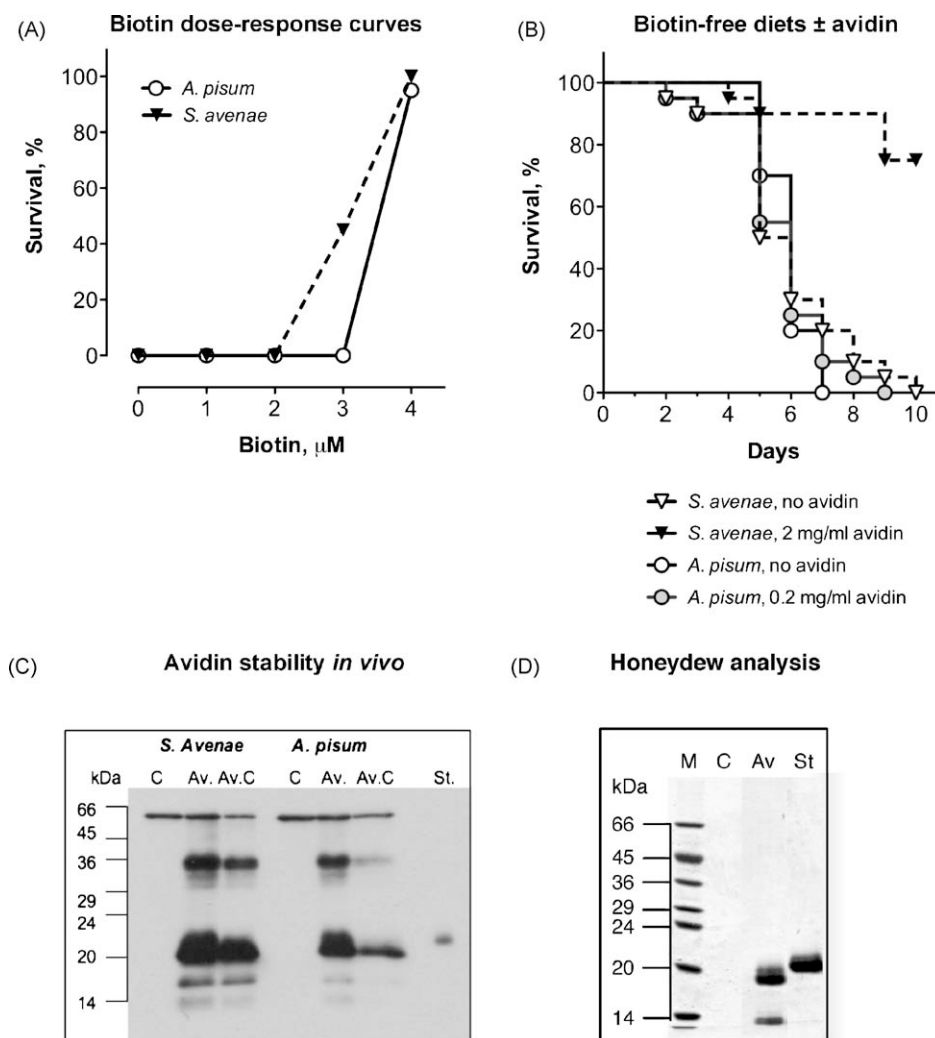 (A) Biotin dose-response curves
100
80
60
40
20
0
Survival, %
A. pisum
S. avenae
0 1 2 3 4
Biotin, μM
(B) Biotin-free diets ± avidin
100
80
60
40
20
0
Survival, %
0 2 4 6 8 10
Days
S. avenae, no avidin
S. avenae, 2 mg/ml avidin
A. pisum, no avidin
A. pisum, 0.2 mg/ml avidin
(C) Avidin stability in vivo
S. Avenae A. pisum
kDa C Av. Av.C C Av. Av.C St.
66
45
36
29
24
20
14
(D) Honeydew analysis
M C Av St
kDa
66
45
36
29
24
20
14